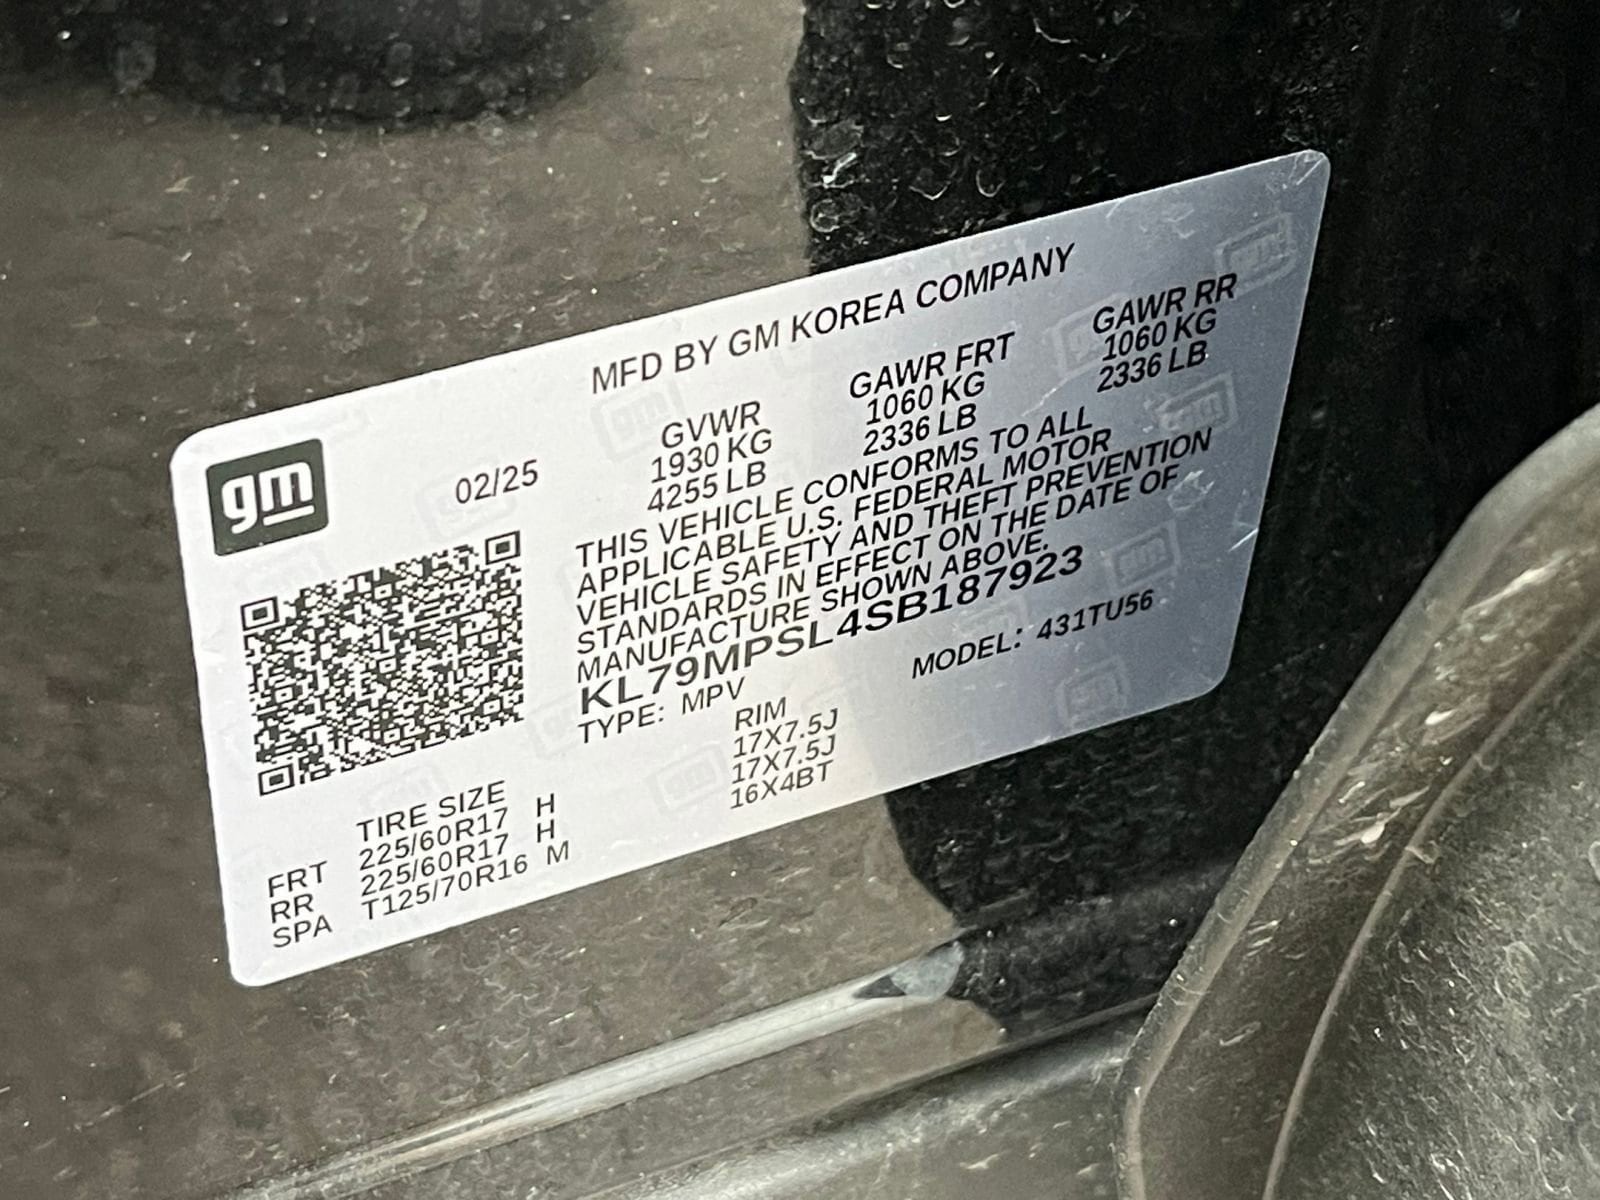 MFD BY GM KOREA COMPANY
gm
02/25
GVWR GAWR FRT GAWR RR
1930 KG 1060 KG 1060 KG
4255 LB 2336 LB 2336 LB
THIS VEHICLE CONFORMS TO ALL
APPLICABLE U.S. FEDERAL MOTOR
VEHICLE SAFETY AND THEFT PREVENTION
STANDARDS IN EFFECT ON THE DATE OF
MANUFACTURE SHOWN ABOVE.
KL79MPSL4SB187923
TYPE: MPV MODEL: 431TU56
TIRE SIZE RIM
FRT 225/60R17 H 17X7.5J
RR 225/60R17 H 17X7.5J
SPA T125/70R16 M 16X4BT